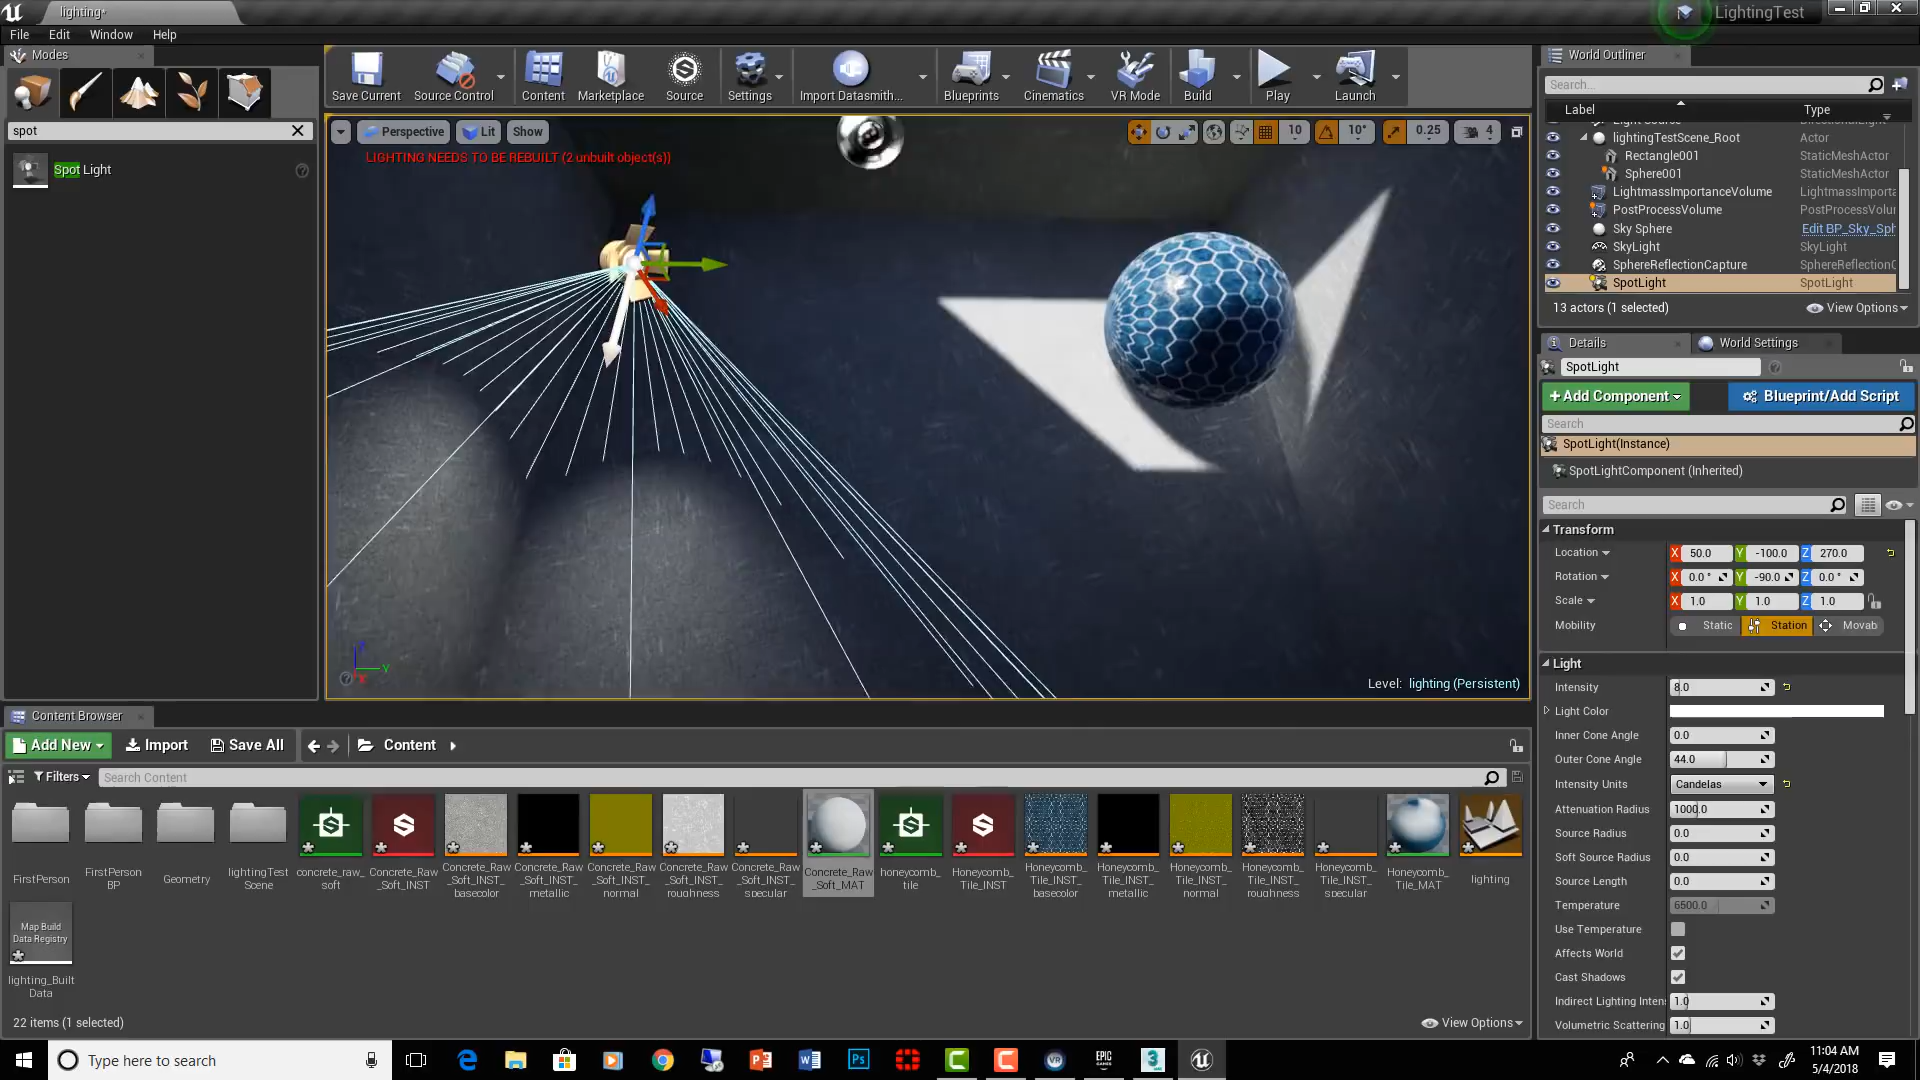 lighting*
LightingTest
File Edit Window Help
Modes
spot
Spot Light
Save Current
Source Control
Content
Marketplace
Source
Settings
Import Datasmith...
Blueprints
Cinematics
VR Mode
Build
Play
Launch
Perspective Lit Show
10 10° 0.25 4
LIGHTING NEEDS TO BE REBUILT (2 unbuilt object(s))
Level: lighting (Persistent)
World Outliner
Search...
Label Type
lightingTestScene_Root Actor
Rectangle001 StaticMeshActor
Sphere001 StaticMeshActor
LightmassImportanceVolume LightmassImporta
PostProcessVolume PostProcessVolur
Sky Sphere Edit BP_Sky_Sph
SkyLight SkyLight
SphereReflectionCapture SphereReflectionC
SpotLight SpotLight
13 actors (1 selected) View Options
Details World Settings
SpotLight
+Add Component Blueprint/Add Script
Search
SpotLight(Instance)
SpotLightComponent (Inherited)
Search
Transform
Location X 50.0 Y -100.0 Z 270.0
Rotation X 0.0 ° Y -90.0 Z 0.0 °
Scale X 1.0 Y 1.0 Z 1.0
Mobility Static Station Movab
Light
Intensity 8.0
Light Color
Inner Cone Angle 0.0
Outer Cone Angle 44.0
Intensity Units Candelas
Attenuation Radius 1000.0
Source Radius 0.0
Soft Source Radius 0.0
Source Length 0.0
Temperature 6500.0
Use Temperature
Affects World
Cast Shadows
Indirect Lighting Intens 1.0
Volumetric Scattering 1.0
Content Browser
Add New Import Save All Content
Filters Search Content
FirstPerson
FirstPerson
BP
Geometry
lightingTest
Scene
concrete_raw_
soft
Concrete_Raw
_Soft_INST
Concrete_Raw
_Soft_INST_
basecolor
Concrete_Raw
_Soft_INST_
metallic
Concrete_Raw
_Soft_INST_
normal
Concrete_Raw
_Soft_INST_
roughness
Concrete_Raw
_Soft_INST_
specular
Concrete_Raw
_Soft_MAT
honeycomb_
tile
Honeycomb_
Tile_INST
Honeycomb_
Tile_INST_
basecolor
Honeycomb_
Tile_INST_
metallic
Honeycomb_
Tile_INST_
normal
Honeycomb_
Tile_INST_
roughness
Honeycomb_
Tile_INST_
specular
Honeycomb_
Tile_MAT
lighting
Map Build
Data Registry
lighting_Built
Data
22 items (1 selected) View Options
Type here to search
11:04 AM
5/4/2018